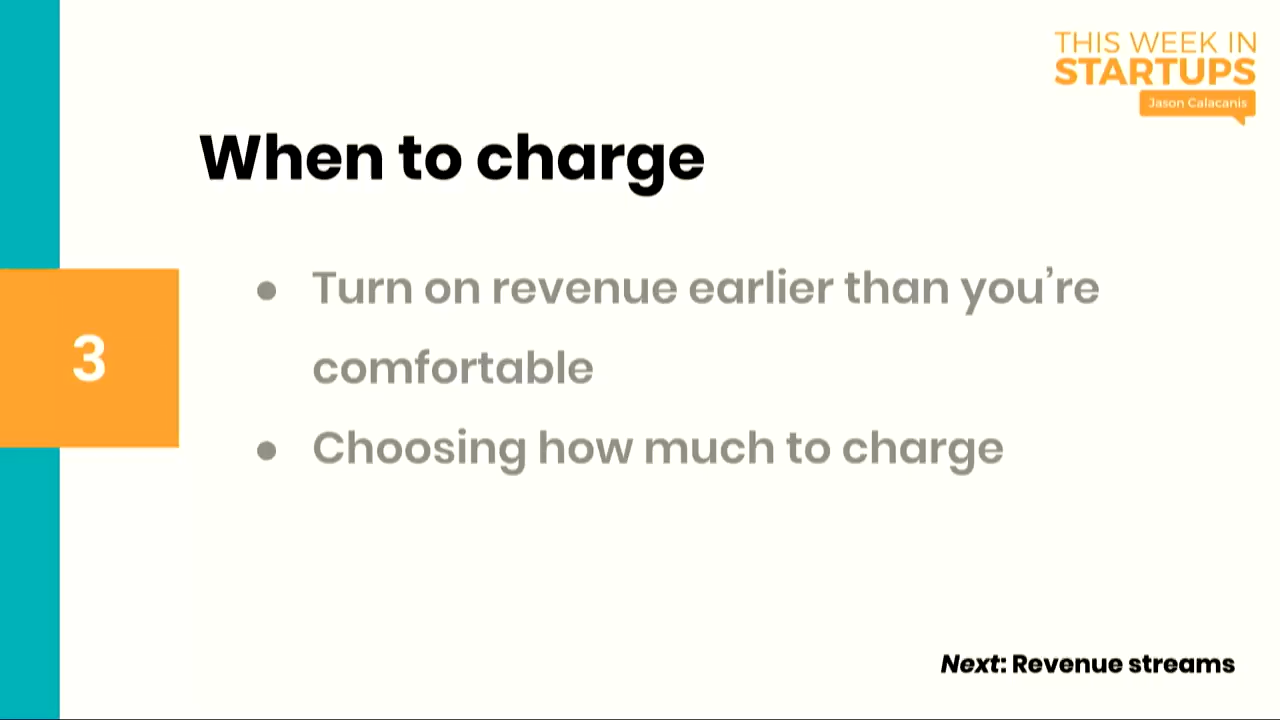 THIS WEEK IN
STARTUPS
Jason Calacanis
When to charge
3
● Turn on revenue earlier than you're
comfortable
● Choosing how much to charge
Next: Revenue streams